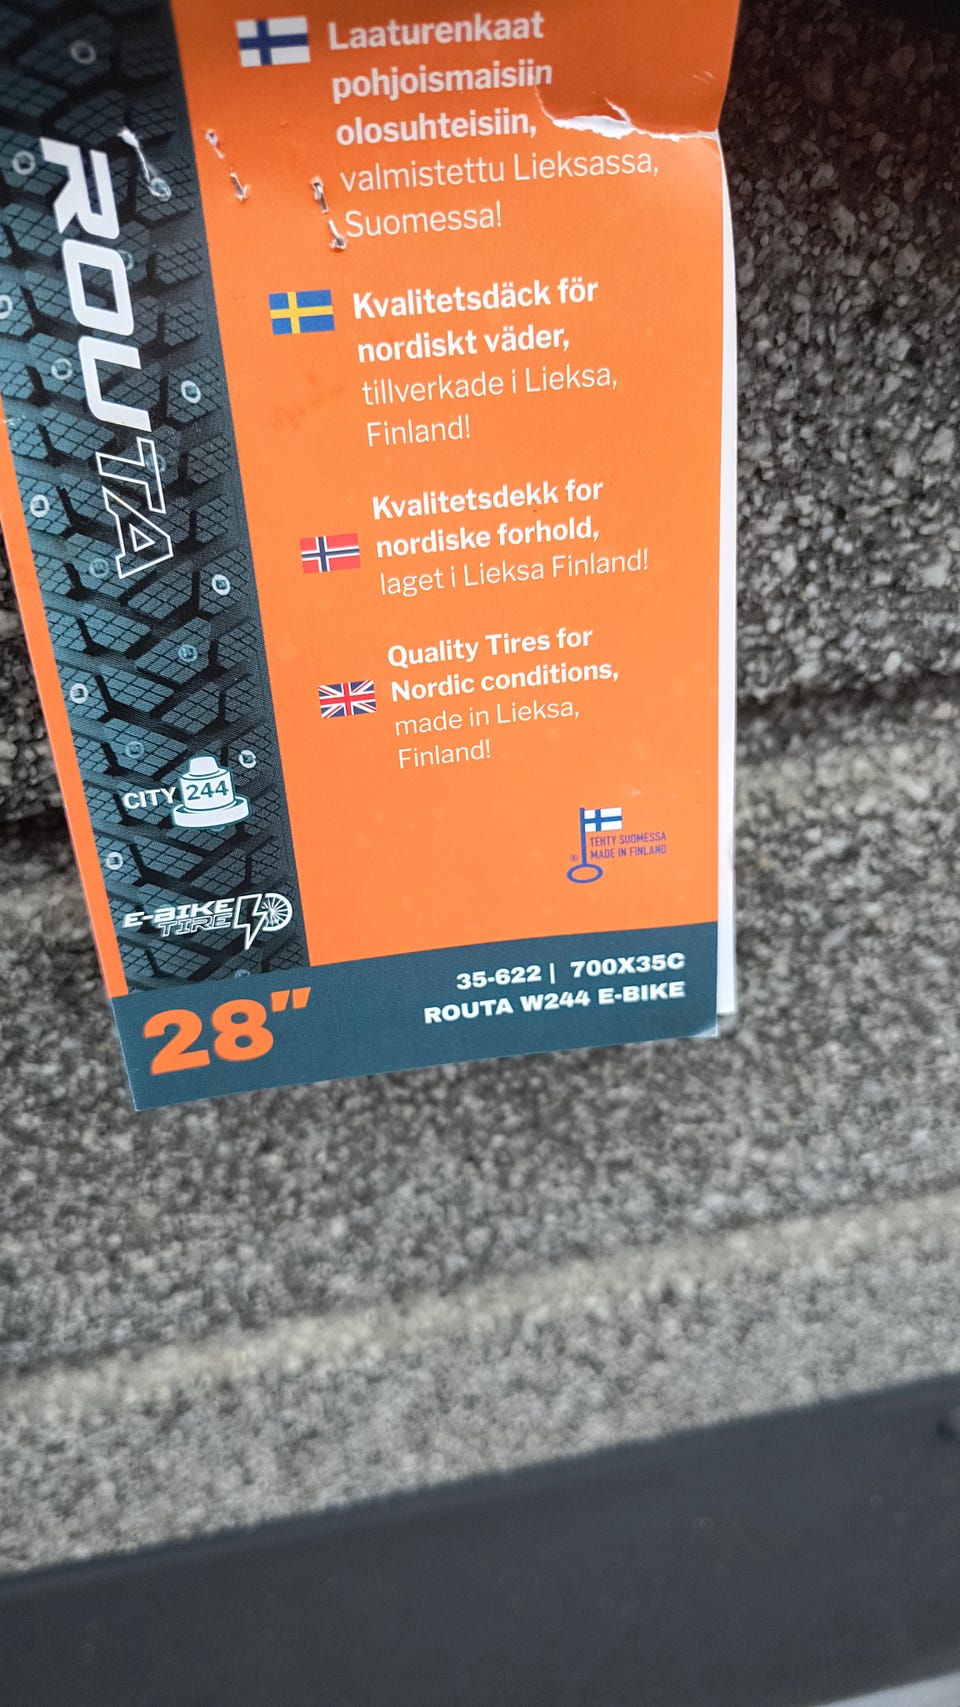 ROUTA
Laaturenkaat
pohjoismaisiin
olosuhteisiin,
valmistettu Lieksassa,
Suomessa!
Kvalitetsdäck för
nordiskt väder,
tillverkade i Lieksa,
Finland!
Kvalitetsdekk for
nordiske forhold,
laget i Lieksa Finland!
Quality Tires for
Nordic conditions,
made in Lieksa,
Finland!
CITY 244
E-BIKE
TIRE
® TEHTY SUOMESSA
MADE IN FINLAND
28"
35-622 | 700X35C
ROUTA W244 E-BIKE